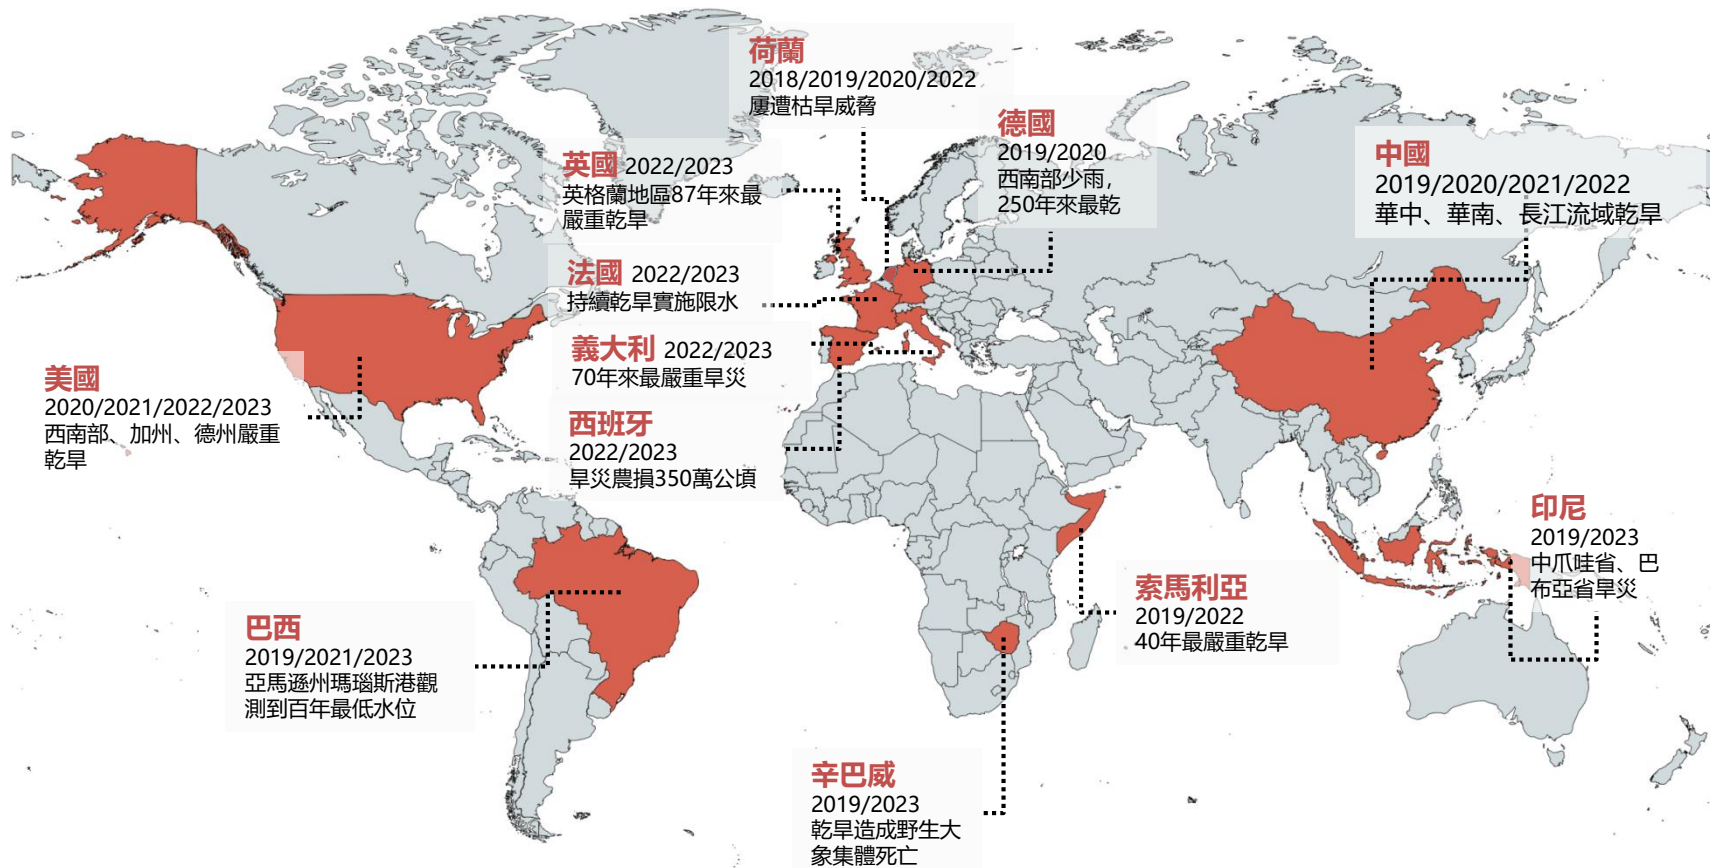 荷蘭
2018/2019/2020/2022
屢遭枯旱威脅
德國
2019/2020
西南部少雨,
250年來最乾
中國
2019/2020/2021/2022
華中、華南、長江流域乾旱
英國 2022/2023
英格蘭地區87年來最
嚴重乾旱
法國 2022/2023
持續乾旱實施限水
義大利 2022/2023
70年來最嚴重旱災
美國
2020/2021/2022/2023
西南部、加州、德州嚴重
乾旱
西班牙
2022/2023
旱災農損350萬公頃
印尼
2019/2023
中爪哇省、巴
布亞省旱災
索馬利亞
2019/2022
40年最嚴重乾旱
巴西
2019/2021/2023
亞馬遜州瑪瑙斯港觀
測到百年最低水位
辛巴威
2019/2023
乾旱造成野生大
象集體死亡